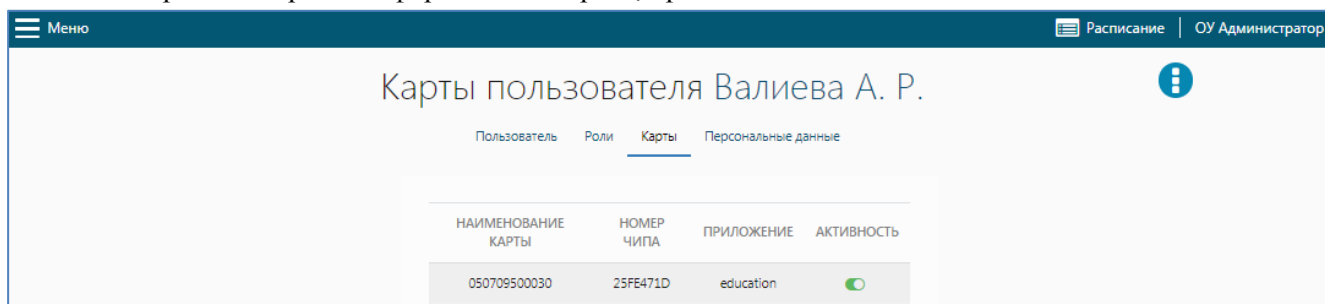 Меню Расписание ОУ Администратор
Карты пользователя Валиева А. Р.
Пользователь Роли Карты Персональные данные
НАИМЕНОВАНИЕ КАРТЫ НОМЕР ЧИПА ПРИЛОЖЕНИЕ АКТИВНОСТЬ
050709500030 25FE471D education